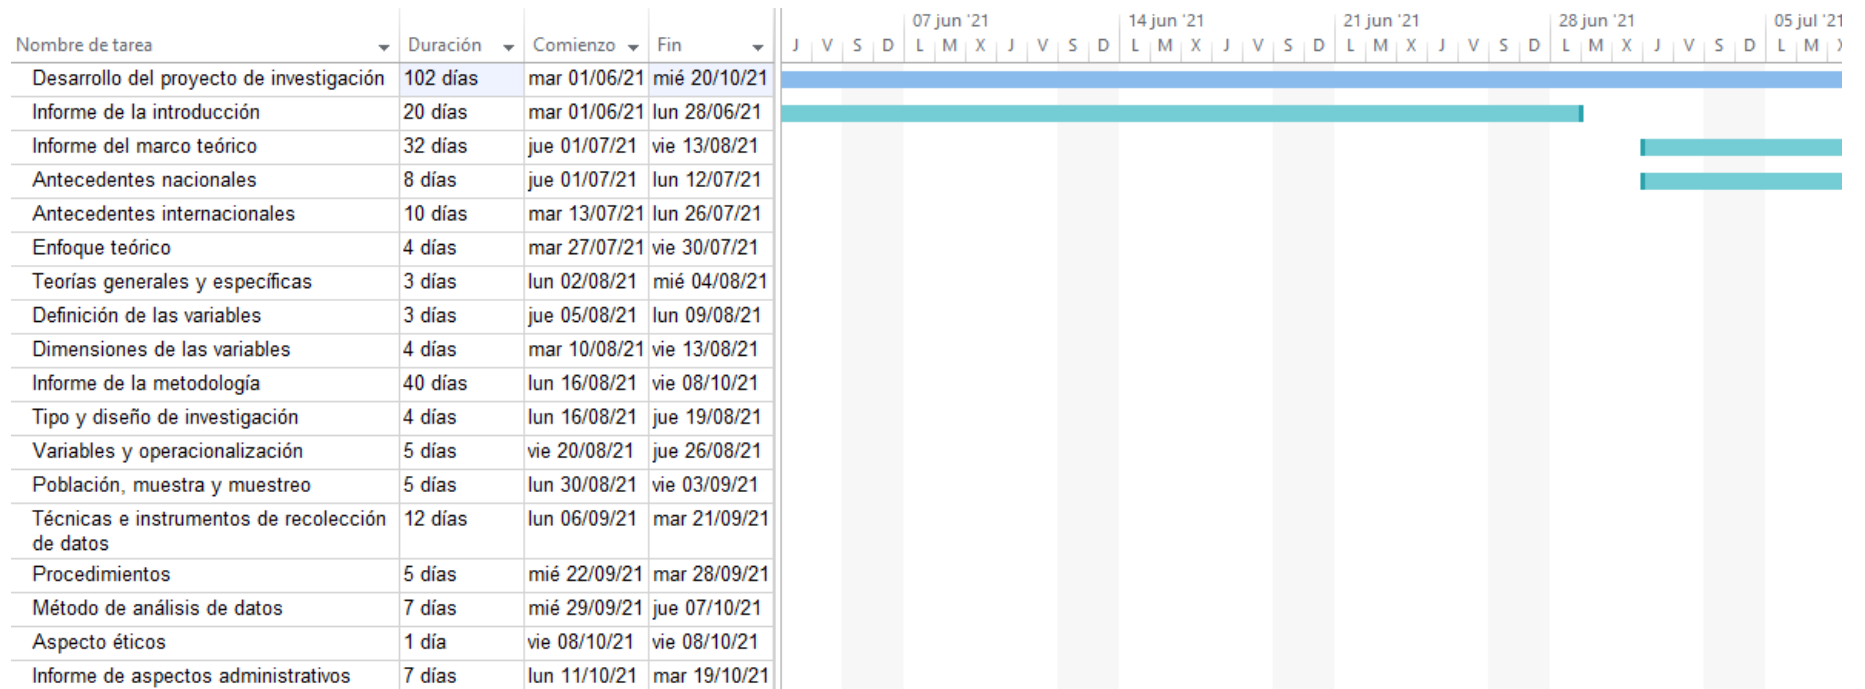 07 jun '21 14 jun '21 21 jun '21 28 jun '21 05 jul '21
Nombre de tarea Duración Comienzo Fin J V S D L M X J V S D L M X J V S D L M X J V S D L M X J V S D L M
Desarrollo del proyecto de investigación 102 días mar 01/06/21 mié 20/10/21
Informe de la introducción 20 días mar 01/06/21 lun 28/06/21
Informe del marco teórico 32 días jue 01/07/21 vie 13/08/21
Antecedentes nacionales 8 días jue 01/07/21 lun 12/07/21
Antecedentes internacionales 10 días mar 13/07/21 lun 26/07/21
Enfoque teórico 4 días mar 27/07/21 vie 30/07/21
Teorías generales y específicas 3 días lun 02/08/21 mié 04/08/21
Definición de las variables 3 días jue 05/08/21 lun 09/08/21
Dimensiones de las variables 4 días mar 10/08/21 vie 13/08/21
Informe de la metodología 40 días lun 16/08/21 vie 08/10/21
Tipo y diseño de investigación 4 días lun 16/08/21 jue 19/08/21
Variables y operacionalización 5 días vie 20/08/21 jue 26/08/21
Población, muestra y muestreo 5 días lun 30/08/21 vie 03/09/21
Técnicas e instrumentos de recolección 12 días lun 06/09/21 mar 21/09/21
de datos
Procedimientos 5 días mié 22/09/21 mar 28/09/21
Método de análisis de datos 7 días mié 29/09/21 jue 07/10/21
Aspecto éticos 1 día vie 08/10/21 vie 08/10/21
Informe de aspectos administrativos 7 días lun 11/10/21 mar 19/10/21